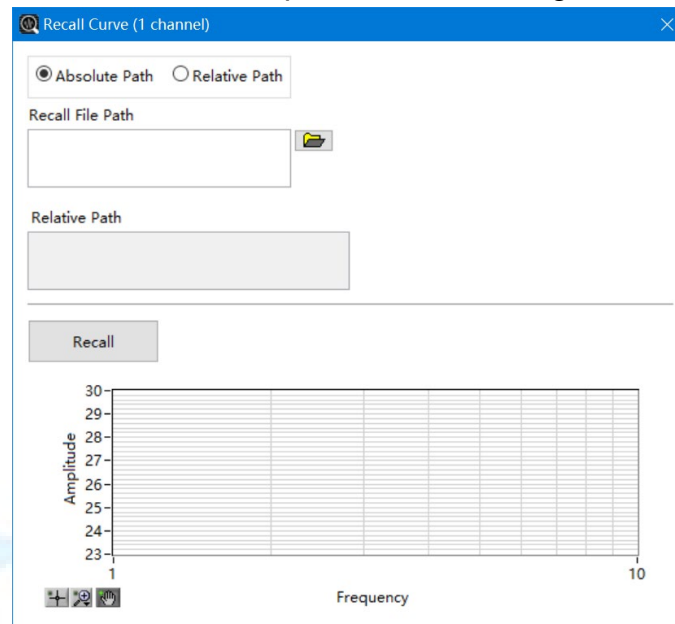 Recall Curve (1 channel)
Absolute Path Relative Path
Recall File Path
Relative Path
Recall
30
29
28
27
26
25
24
23
Amplitude
1 10
Frequency